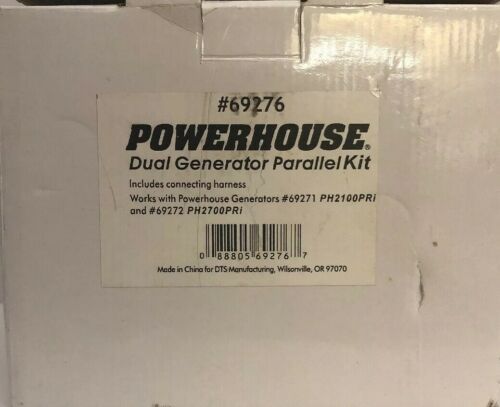 #69276
POWERHOUSE®
Dual Generator Parallel Kit
Includes connecting harness
Works with Powerhouse Generators #69271 PH2100PRi
and #69272 PH2700PRi
0 88805 69276 7
Made in China for DTS Manufacturing, Wilsonville, OR 97070